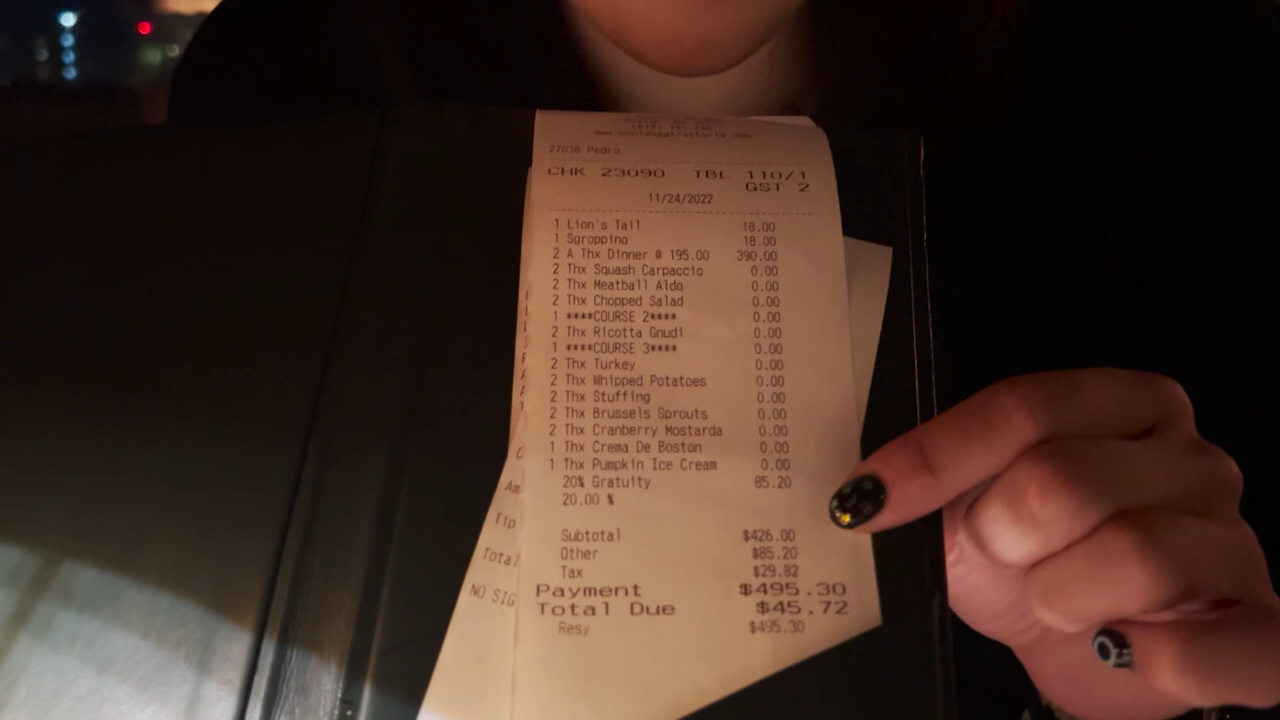 27036 Pedro
CHK 23090 TBL 110/1
GST 2
11/24/2022
1 Lion's Tail 18.00
1 Sgroppino 18.00
2 A Thx Dinner @ 195.00 390.00
2 Thx Squash Carpaccio 0.00
2 Thx Meatball Aldo 0.00
2 Thx Chopped Salad 0.00
1 ****COURSE 2**** 0.00
2 Thx Ricotta Gnudi 0.00
1 ****COURSE 3**** 0.00
2 Thx Turkey 0.00
2 Thx Whipped Potatoes 0.00
2 Thx Stuffing 0.00
2 Thx Brussels Sprouts 0.00
2 Thx Cranberry Mostarda 0.00
1 Thx Crema De Boston 0.00
1 Thx Pumpkin Ice Cream 0.00
20% Gratuity 85.20
20.00 %
Subtotal $426.00
Other $85.20
Tax $29.82
Payment $495.30
Total Due $45.72
Resy $495.30
Am
Tip
Total
NO SIG